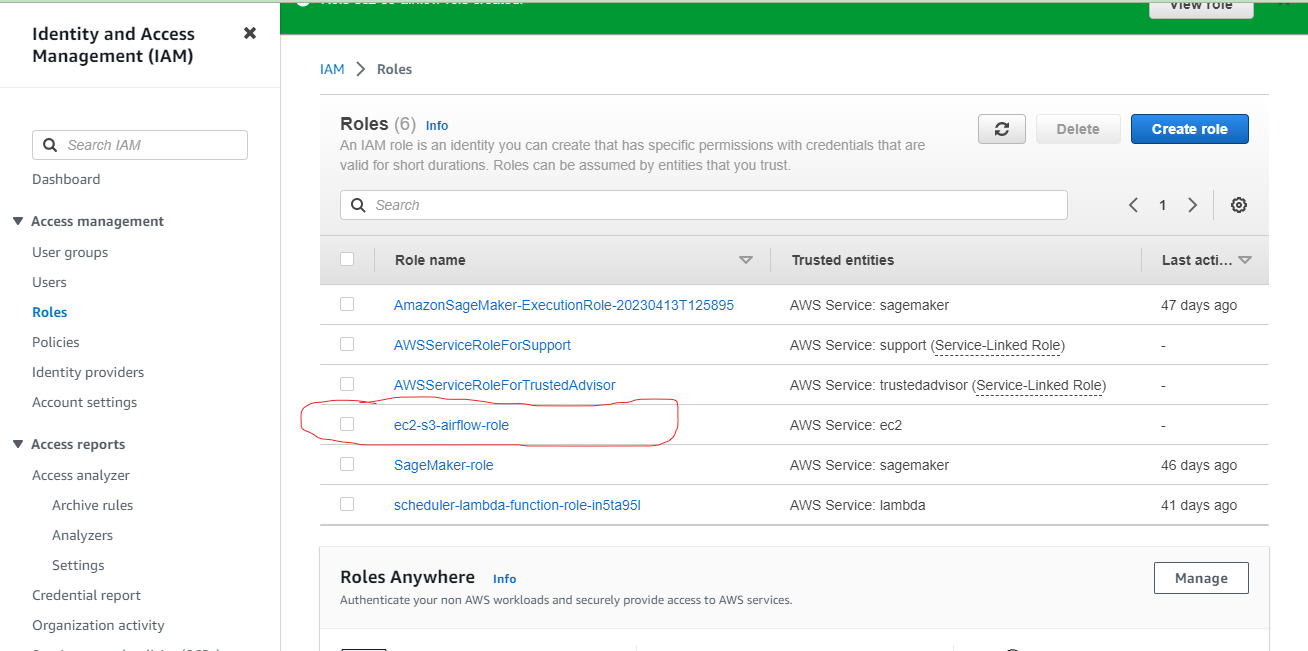 Identity and Access
Management (IAM)
Search IAM
Dashboard
Access management
User groups
Users
Roles
Policies
Identity providers
Account settings
Access reports
Access analyzer
Archive rules
Analyzers
Settings
Credential report
Organization activity
View role
IAM > Roles
Roles (6) Info
An IAM role is an identity you can create that has specific permissions with credentials that are
valid for short durations. Roles can be assumed by entities that you trust.
Delete
Create role
Search
1
Role name Trusted entities Last acti...
AmazonSageMaker-ExecutionRole-20230413T125895 AWS Service: sagemaker 47 days ago
AWSServiceRoleForSupport AWS Service: support (Service-Linked Role) -
AWSServiceRoleForTrustedAdvisor AWS Service: trustedadvisor (Service-Linked Role) -
ec2-s3-airflow-role AWS Service: ec2 -
SageMaker-role AWS Service: sagemaker 46 days ago
scheduler-lambda-function-role-in5ta95l AWS Service: lambda 41 days ago
Roles Anywhere Info
Authenticate your non AWS workloads and securely provide access to AWS services.
Manage